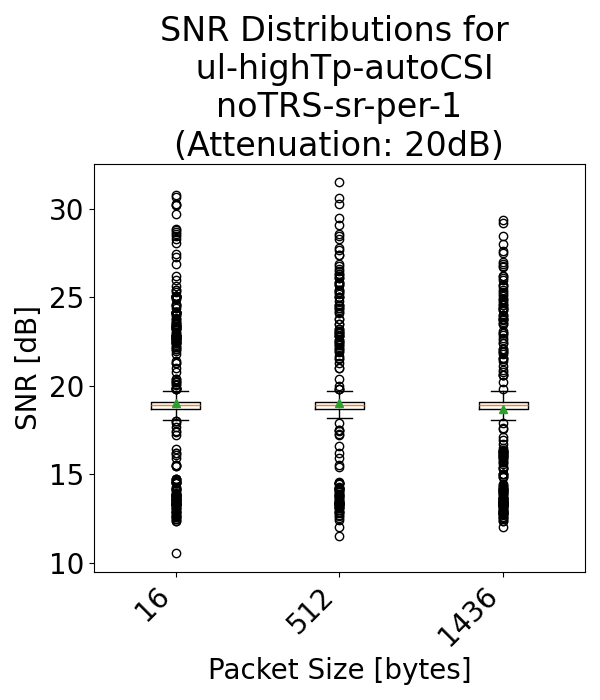 SNR Distributions for
ul-highTp-autoCSI
noTRS-sr-per-1
(Attenuation: 20dB)
30
25
20
15
10
SNR [dB]
16
512
1436
Packet Size [bytes]